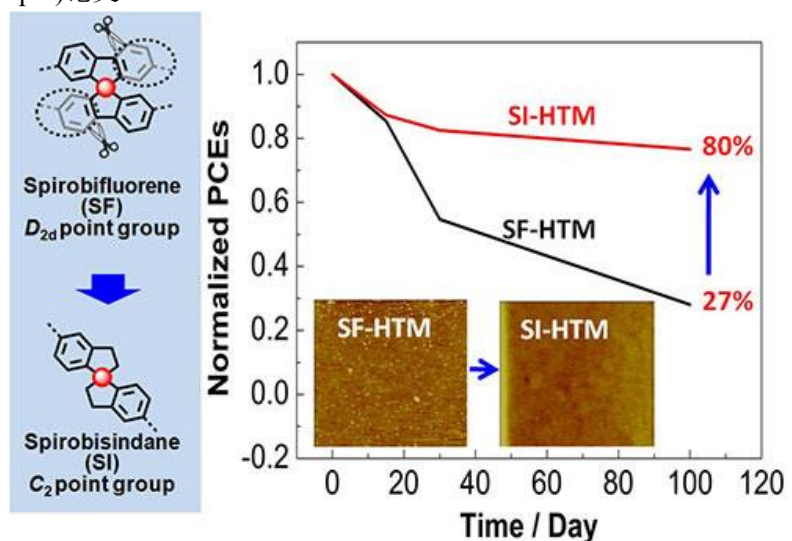 Spirobifluorene
(SF)
D2d point group
Spirobisindane
(SI)
C2 point group
Normalized PCEs
1.0
0.8
0.6
0.4
0.2
0.0
-0.2
SI-HTM
80%
SF-HTM
27%
SF-HTM
SI-HTM
0 20 40 60 80 100 120
Time / Day